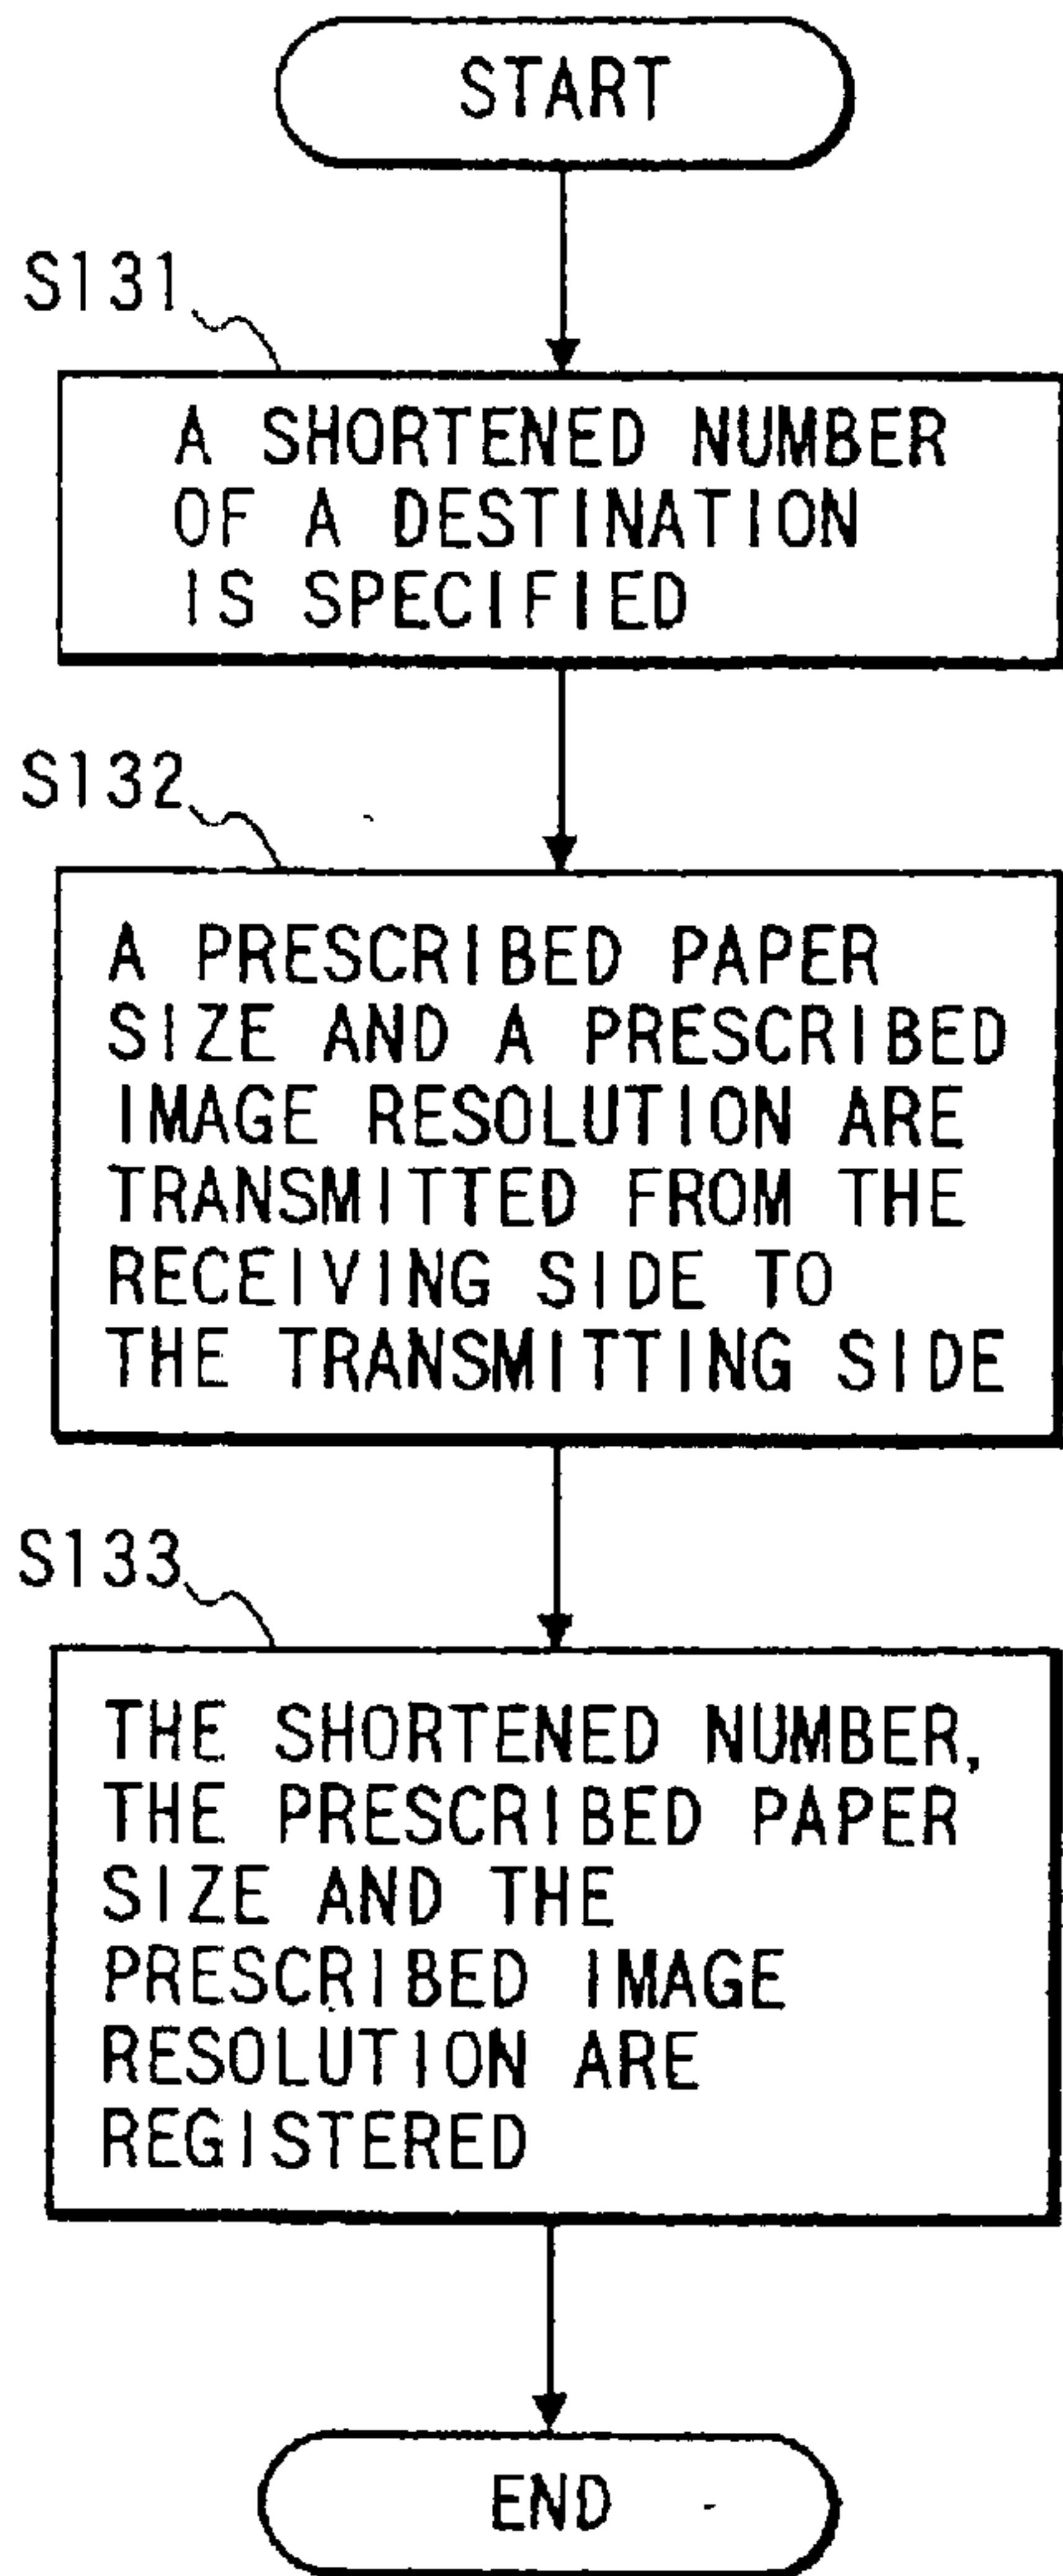 START
S131
A SHORTENED NUMBER
OF A DESTINATION
IS SPECIFIED
S132
A PRESCRIBED PAPER
SIZE AND A PRESCRIBED
IMAGE RESOLUTION ARE
TRANSMITTED FROM THE
RECEIVING SIDE TO
THE TRANSMITTING SIDE
S133
THE SHORTENED NUMBER,
THE PRESCRIBED PAPER
SIZE AND THE
PRESCRIBED IMAGE
RESOLUTION ARE
REGISTERED
END